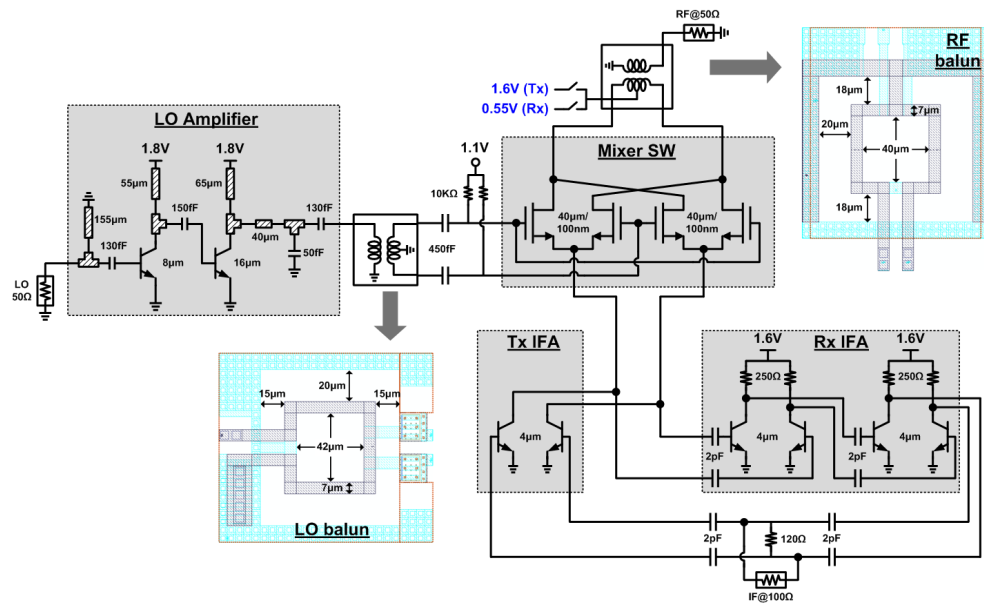 RF@50Ω
1.6V (Tx)
0.55V (Rx)
RF
balun
18μm
7μm
20μm
40μm
18μm
LO Amplifier
1.8V
1.8V
55μm
65μm
150fF
155μm
130fF
8μm
16μm
40μm
130fF
50fF
LO
50Ω
1.1V
10KΩ
450fF
Mixer SW
40μm/
100nm
40μm/
100nm
20μm
15μm
15μm
42μm
7μm
LO balun
Tx IFA
4μm
Rx IFA
1.6V
1.6V
250Ω
250Ω
4μm
4μm
2pF
2pF
2pF
120Ω
2pF
IF@100Ω